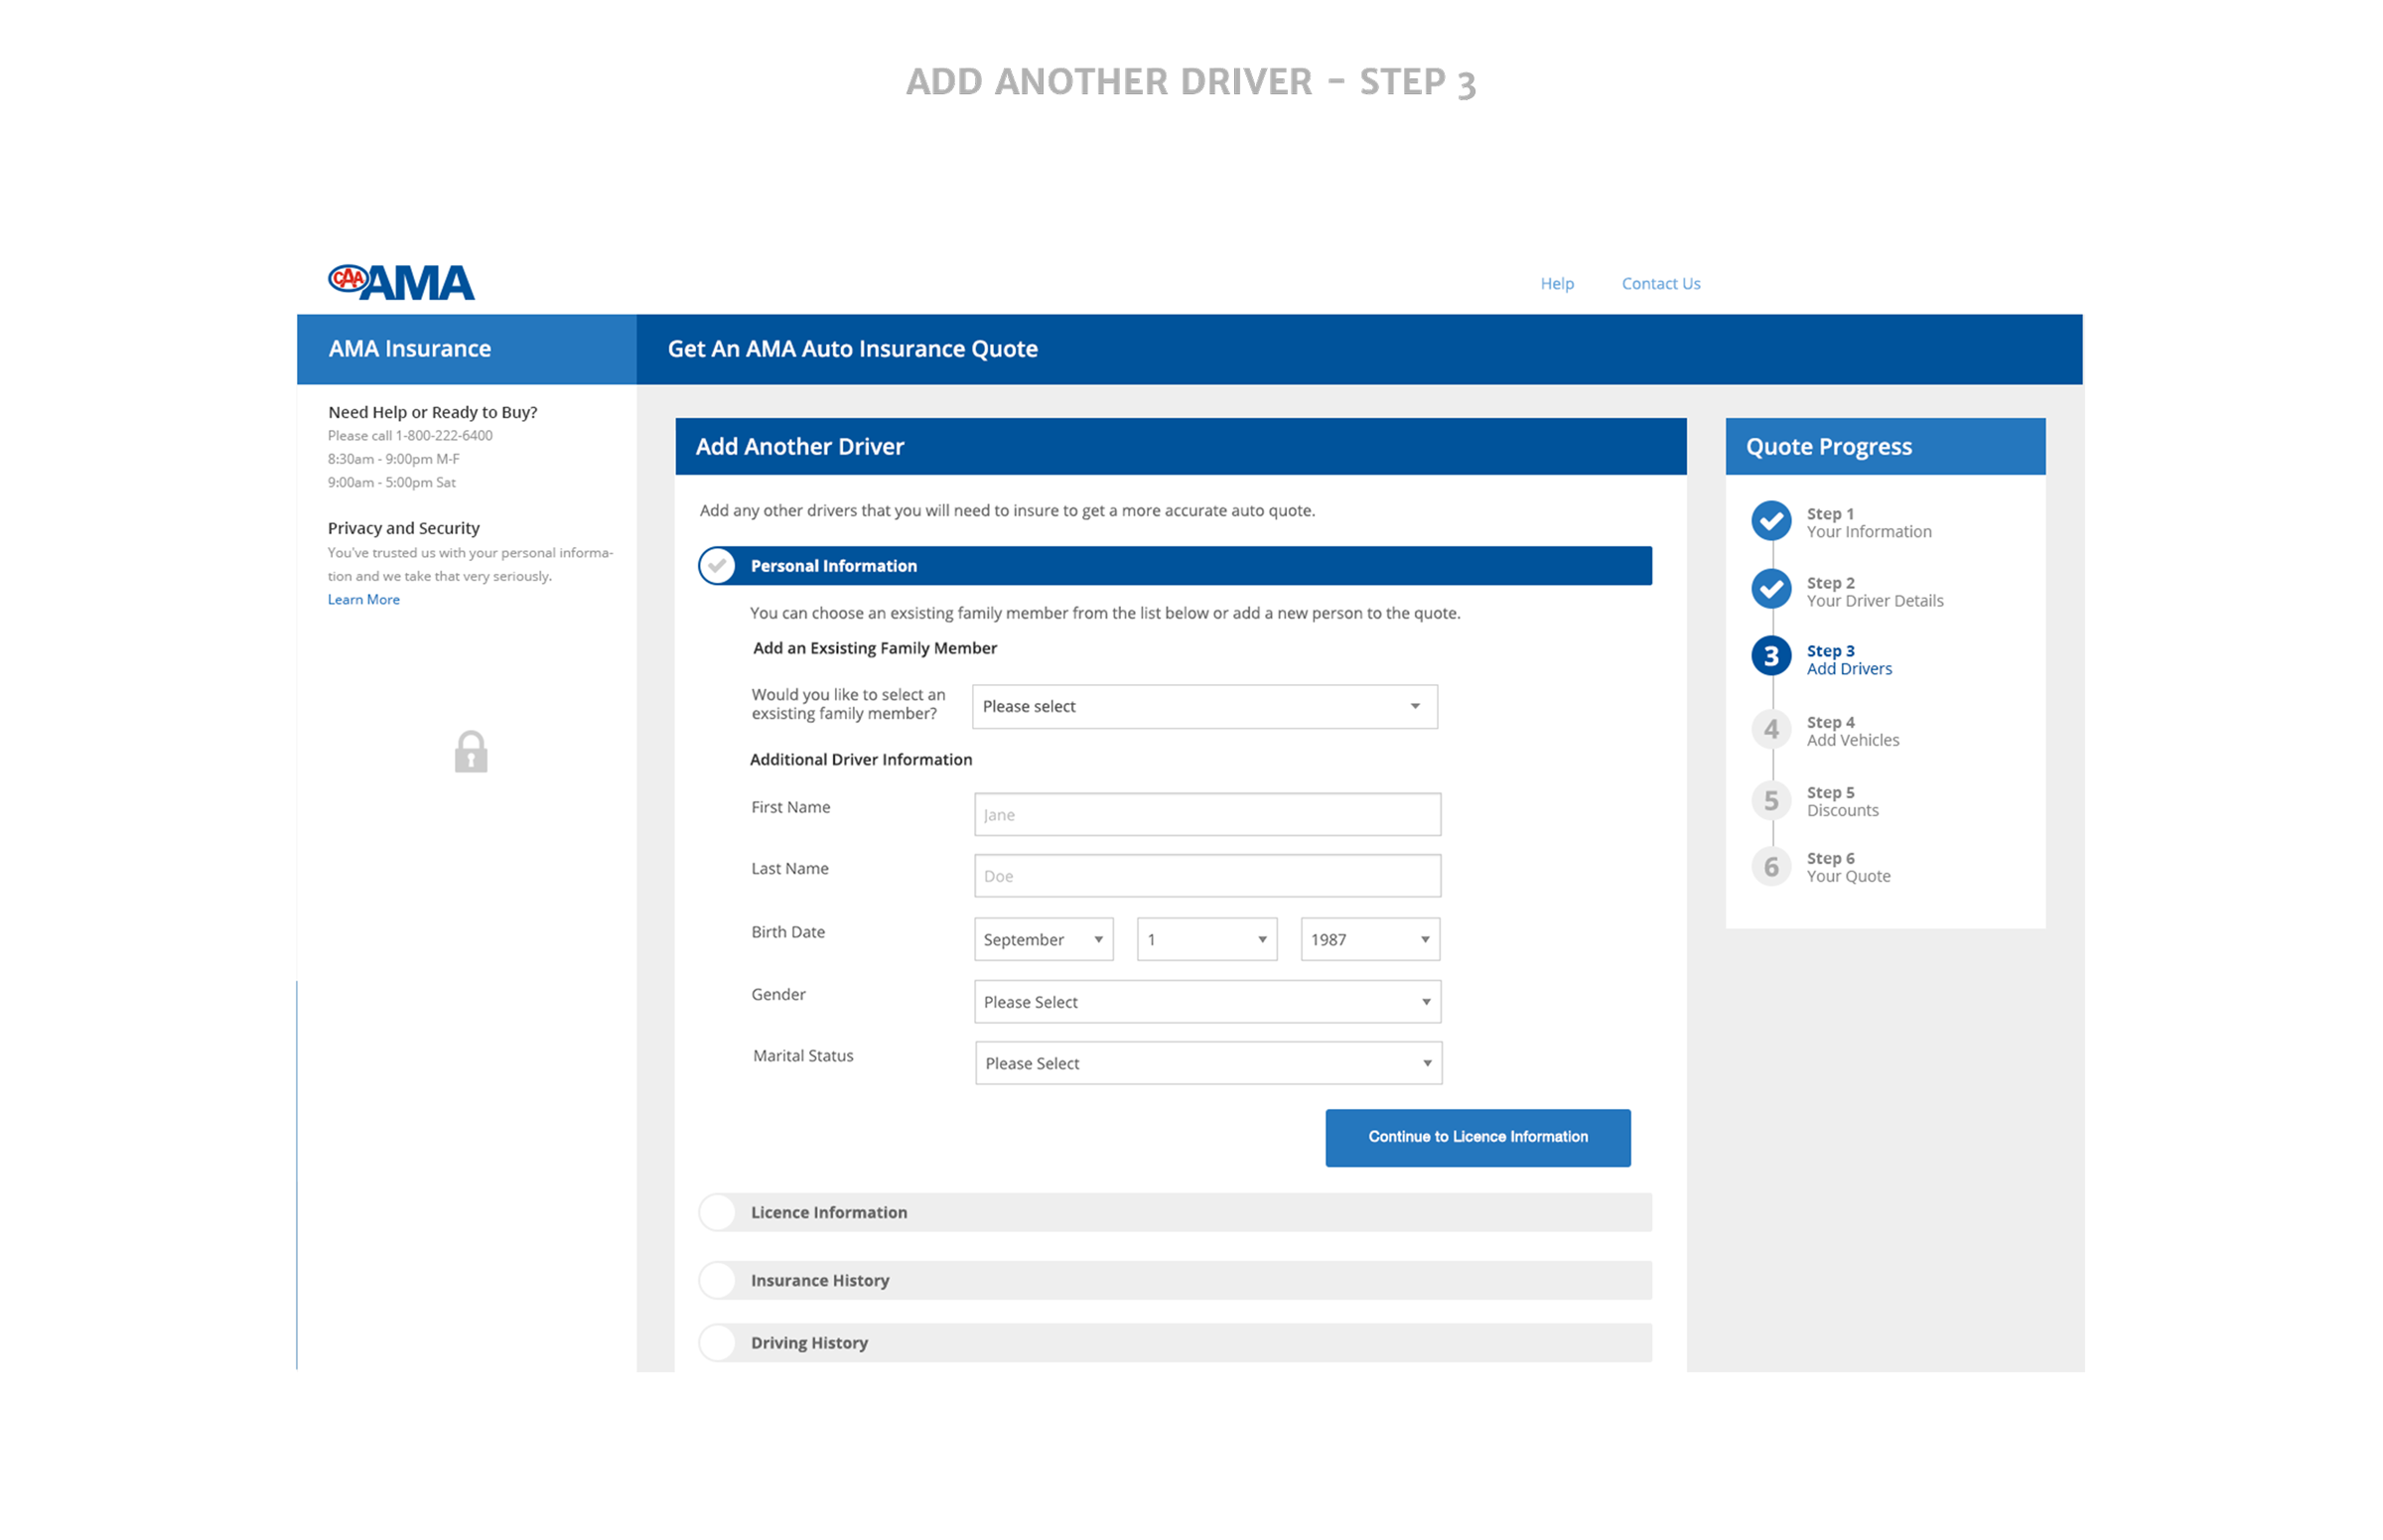 ADD ANOTHER DRIVER – STEP 3
CAA AMA
Help
Contact Us
AMA Insurance
Get An AMA Auto Insurance Quote
Need Help or Ready to Buy?
Please call 1-800-222-6400
8:30am - 9:00pm M-F
9:00am - 5:00pm Sat
Privacy and Security
You've trusted us with your personal informa-
tion and we take that very seriously.
Learn More
Add Another Driver
Add any other drivers that you will need to insure to get a more accurate auto quote.
Personal Information
You can choose an exsisting family member from the list below or add a new person to the quote.
Add an Exsisting Family Member
Would you like to select an
exsisting family member?
Please select
Additional Driver Information
First Name
Jane
Last Name
Doe
Birth Date
September
1
1987
Gender
Please Select
Marital Status
Please Select
Continue to Licence Information
Licence Information
Insurance History
Driving History
Quote Progress
Step 1
Your Information
Step 2
Your Driver Details
3
Step 3
Add Drivers
4
Step 4
Add Vehicles
5
Step 5
Discounts
6
Step 6
Your Quote